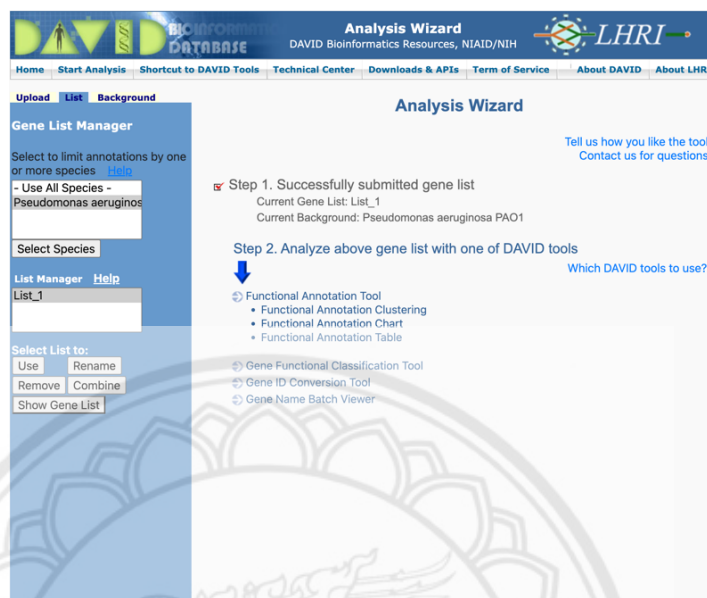 DAVID BIOINFORMATICS DATABASE
Analysis Wizard
DAVID Bioinformatics Resources, NIAID/NIH
LHRI
Home Start Analysis Shortcut to DAVID Tools Technical Center Downloads & APIs Term of Service About DAVID About LHR
Upload List Background
Gene List Manager
Select to limit annotations by one
or more species Help
- Use All Species -
Pseudomonas aeruginos
Select Species
List Manager Help
List_1
Select List to:
Use Rename
Remove Combine
Show Gene List
Analysis Wizard
Tell us how you like the tool
Contact us for questions
Step 1. Successfully submitted gene list
Current Gene List: List_1
Current Background: Pseudomonas aeruginosa PAO1
Step 2. Analyze above gene list with one of DAVID tools
Which DAVID tools to use?
Functional Annotation Tool
• Functional Annotation Clustering
• Functional Annotation Chart
• Functional Annotation Table
Gene Functional Classification Tool
Gene ID Conversion Tool
Gene Name Batch Viewer